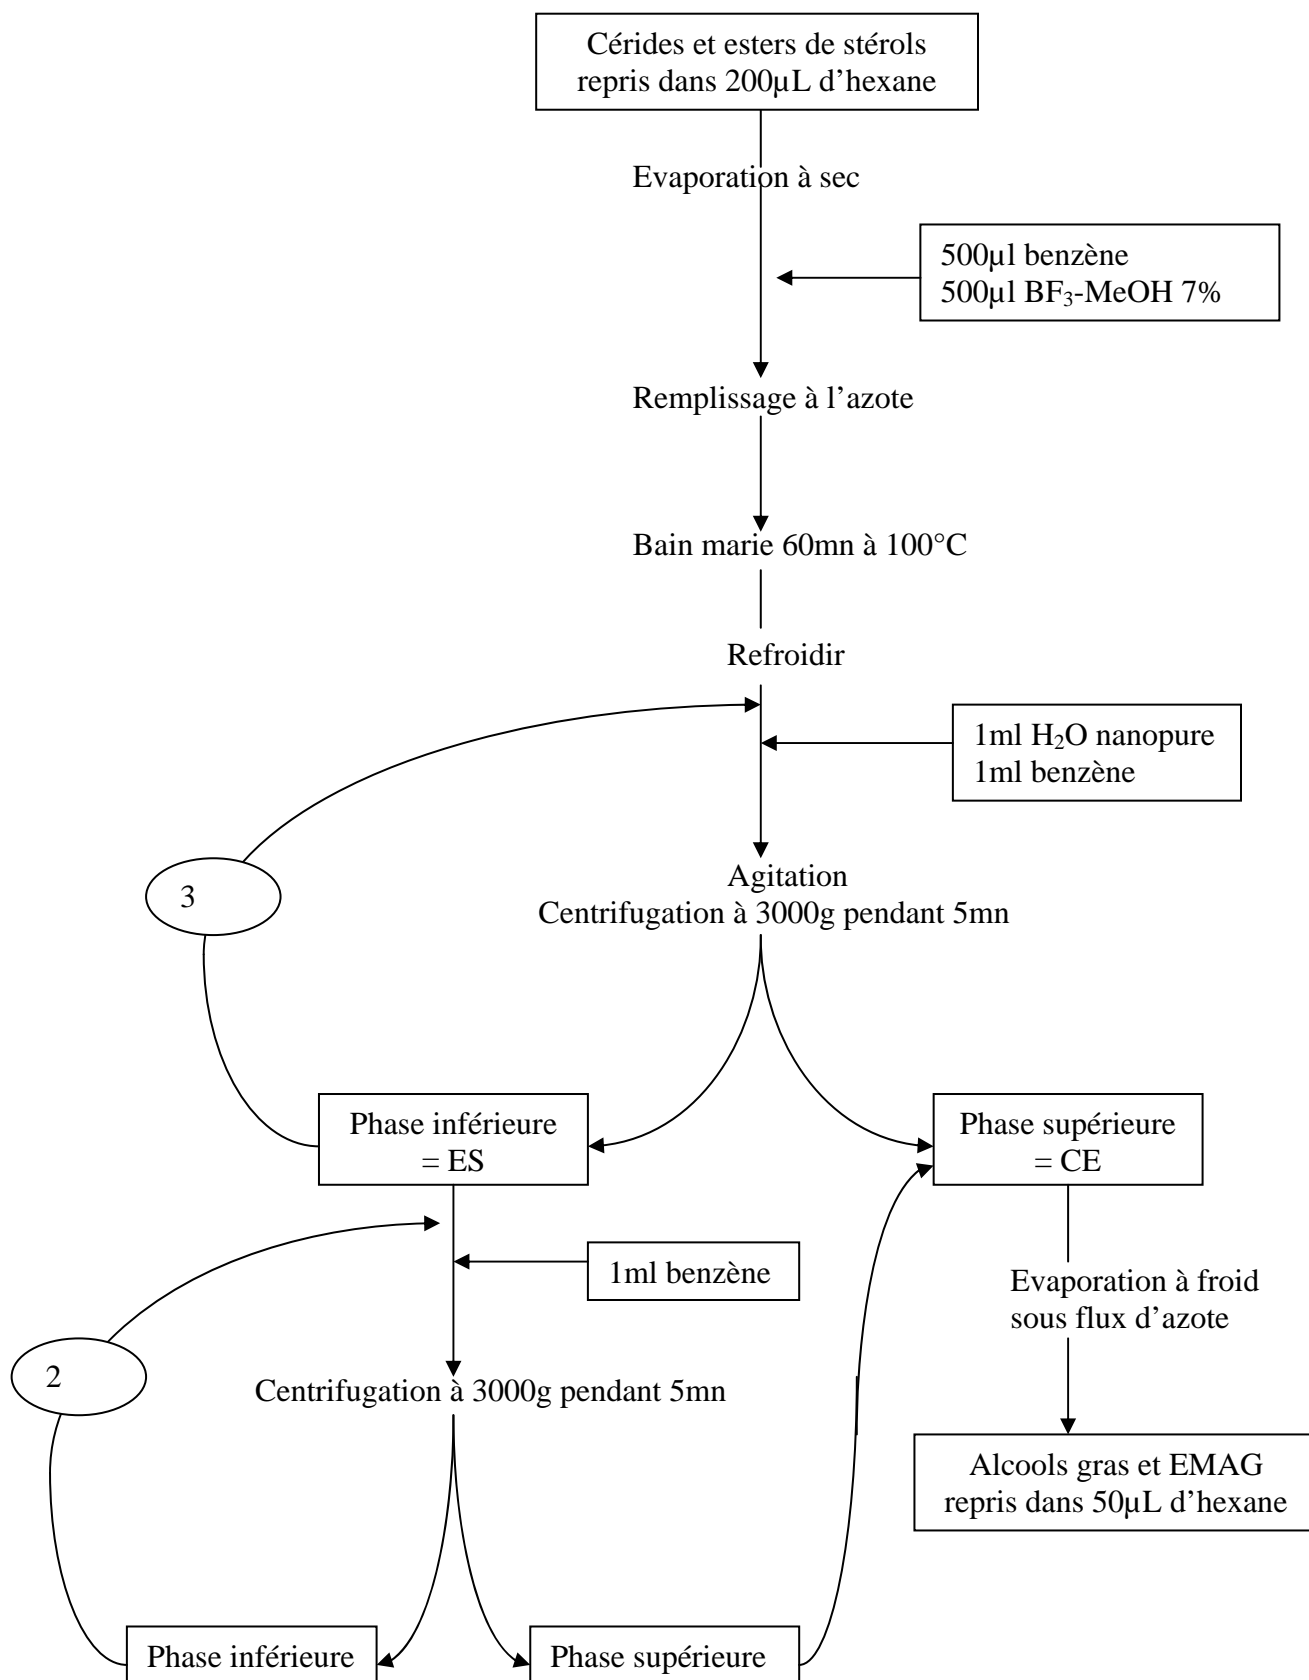 Cérides et esters de stérols
repris dans 200µL d'hexane
Evaporation à sec
500µl benzène
500µl BF₃-MeOH 7%
Remplissage à l'azote
Bain marie 60mn à 100°C
Refroidir
1ml H₂O nanopure
1ml benzène
3
Agitation
Centrifugation à 3000g pendant 5mn
Phase inférieure
= ES
Phase supérieure
= CE
1ml benzène
Evaporation à froid
sous flux d'azote
2
Centrifugation à 3000g pendant 5mn
Alcools gras et EMAG
repris dans 50µL d'hexane
Phase inférieure
Phase supérieure